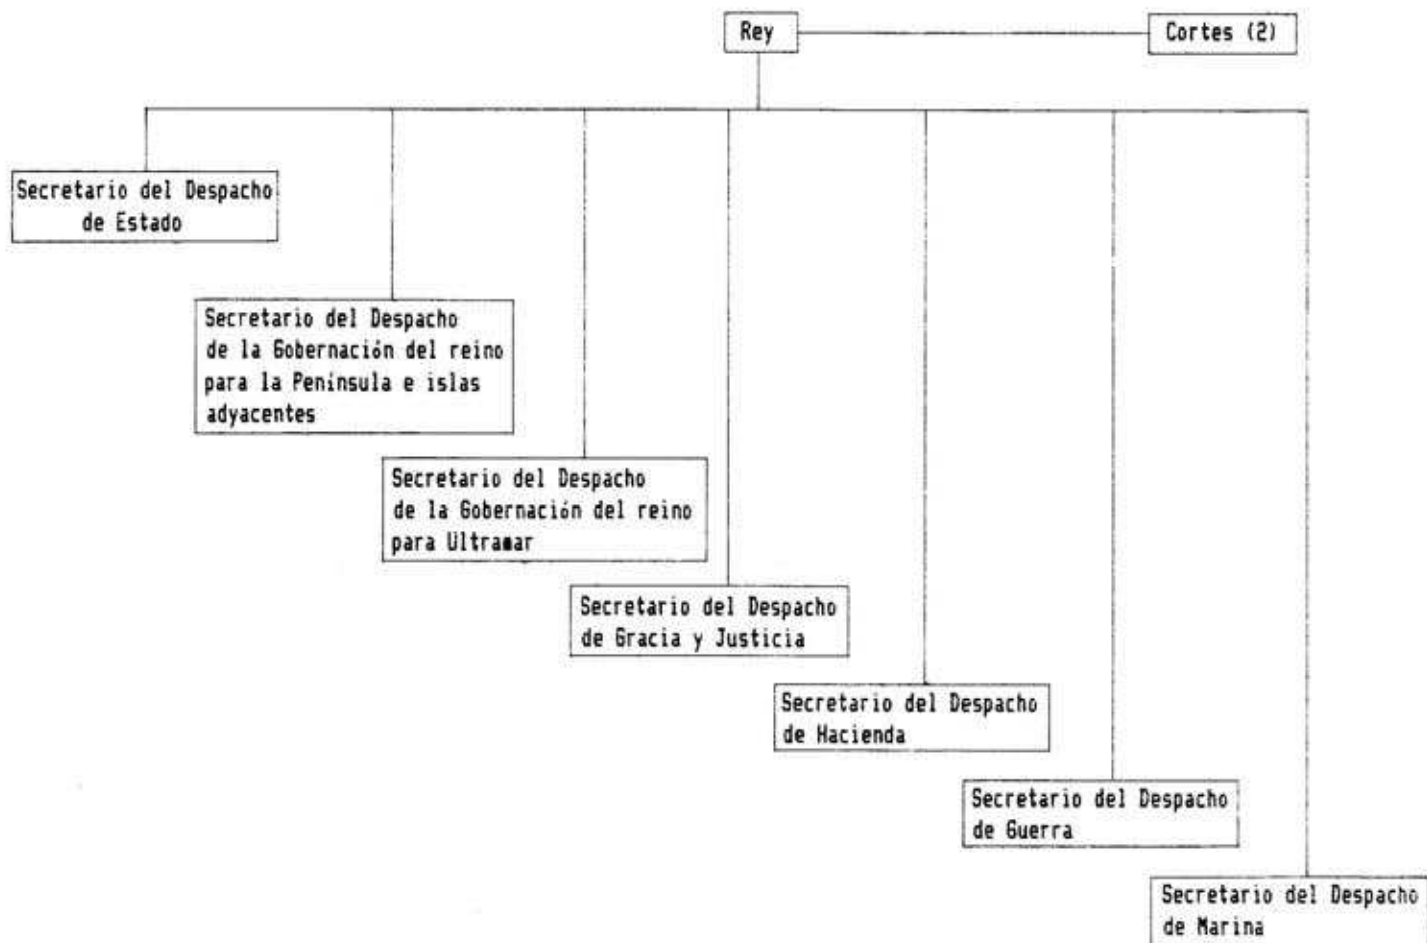 Rey
Cortes (2)
Secretario del Despacho
de Estado
Secretario del Despacho
de la Gobernación del reino
para la Península e islas
adyacentes
Secretario del Despacho
de la Gobernación del reino
para Ultramar
Secretario del Despacho
de Gracia y Justicia
Secretario del Despacho
de Hacienda
Secretario del Despacho
de Guerra
Secretario del Despacho
de Marina